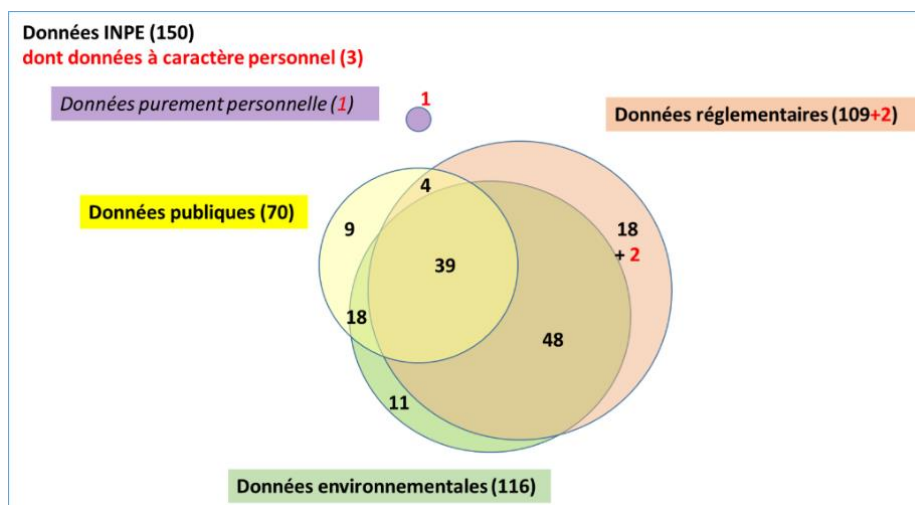 Données INPE (150)
dont données à caractère personnel (3)
Données purement personnelle (1)
1
Données réglementaires (109+2)
4
Données publiques (70)
9
18
+ 2
39
18
48
11
Données environnementales (116)